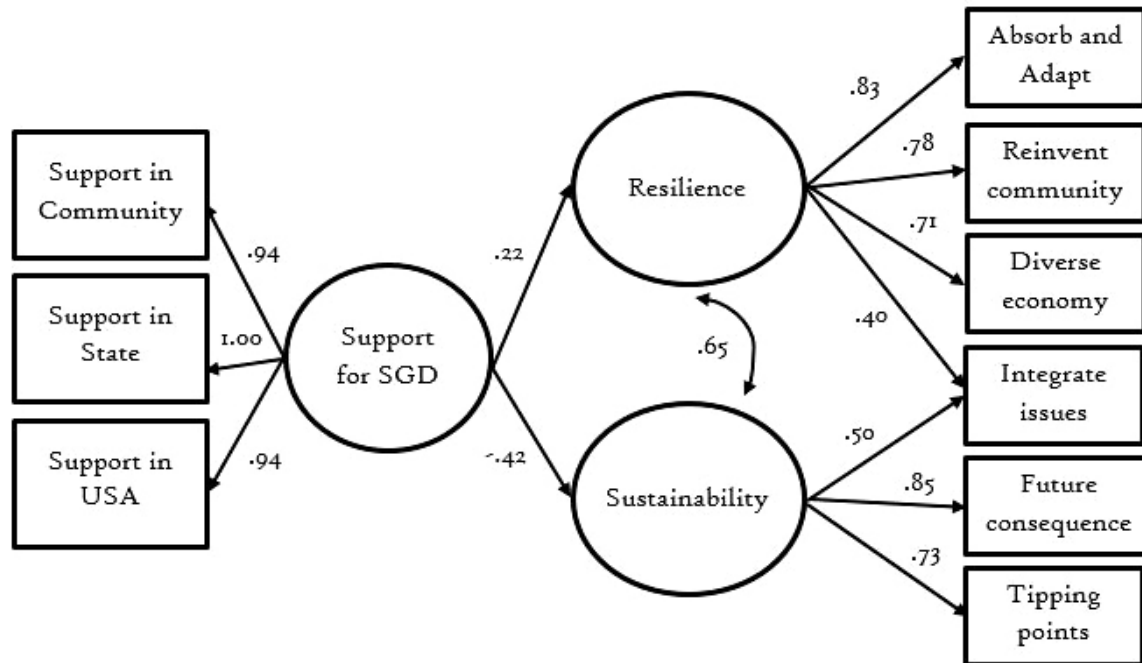 Support in
Community
Support in
State
Support in
USA
.94
1.00
.94
Support
for SGD
.22
-.42
Resilience
.65
Sustainability
.83
.78
.71
.40
.50
.85
.73
Absorb and
Adapt
Reinvent
community
Diverse
economy
Integrate
issues
Future
consequence
Tipping
points